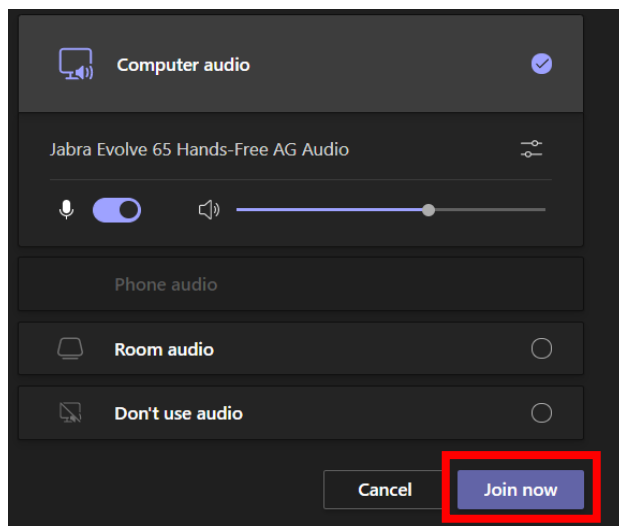 Computer audio
Jabra Evolve 65 Hands-Free AG Audio
Phone audio
Room audio
Don't use audio
Cancel
Join now